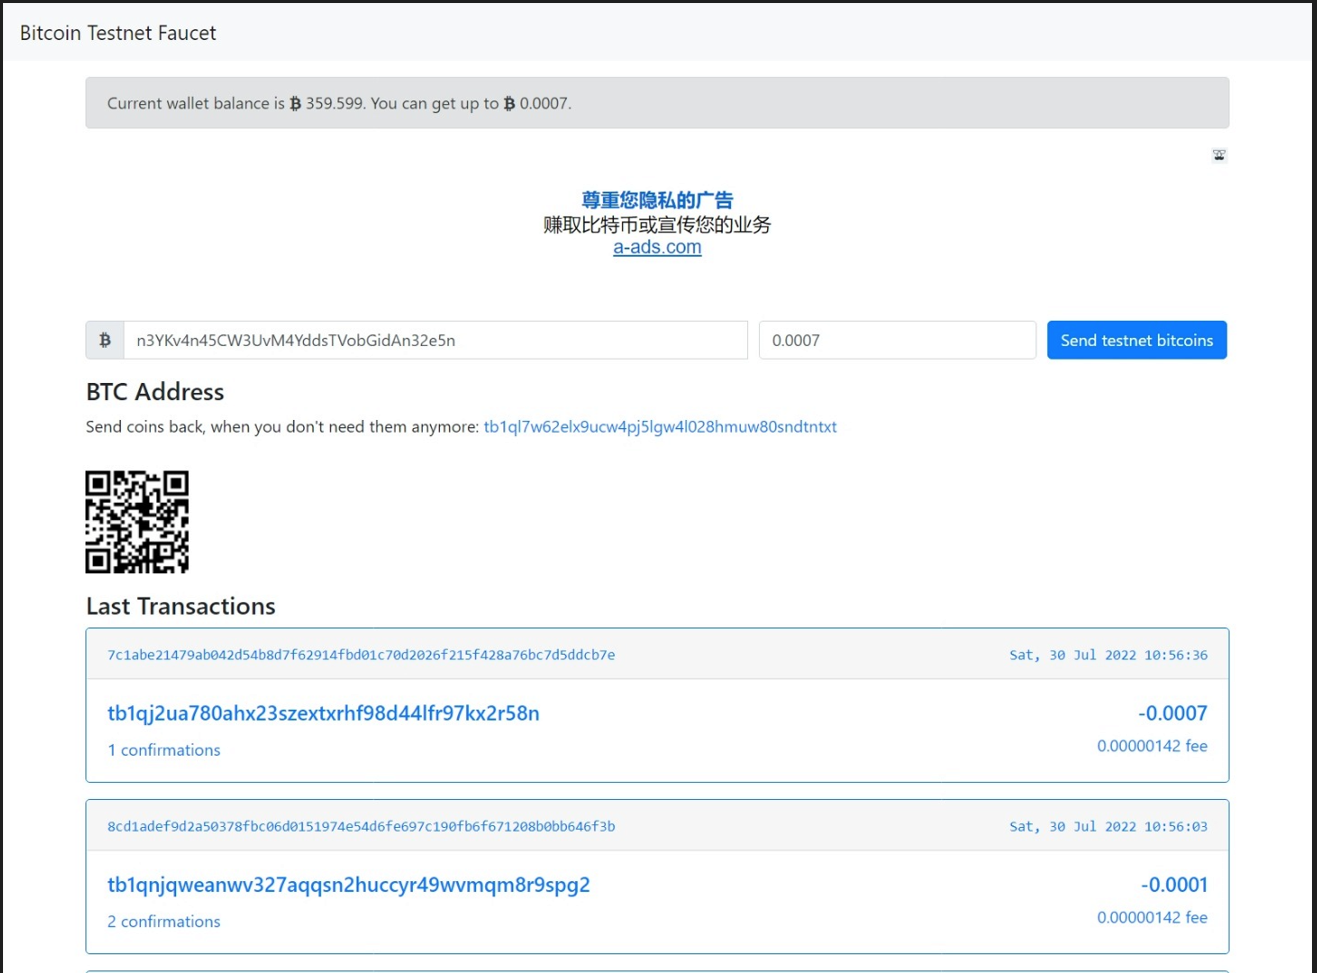 Bitcoin Testnet Faucet
Current wallet balance is ₿ 359.599. You can get up to ₿ 0.0007.
尊重您隐私的广告
赚取比特币或宣传您的业务
a-ads.com
₿ n3YKv4n45CW3UvM4YddsTVobGidAn32e5n 0.0007 Send testnet bitcoins
BTC Address
Send coins back, when you don't need them anymore: tb1ql7w62elx9ucw4pj5lgw4l028hmuw80sndtntxt
Last Transactions
7c1abe21479ab042d54b8d7f62914fbd01c70d2026f215f428a76bc7d5ddcb7e Sat, 30 Jul 2022 10:56:36
tb1qj2ua780ahx23szextxrhf98d44lfr97kx2r58n -0.0007
1 confirmations 0.00000142 fee
8cd1adef9d2a50378fbc06d0151974e54d6fe697c190fb6f671208b0bb646f3b Sat, 30 Jul 2022 10:56:03
tb1qnjqweanwv327aqqsn2huccyr49wvmqm8r9spg2 -0.0001
2 confirmations 0.00000142 fee